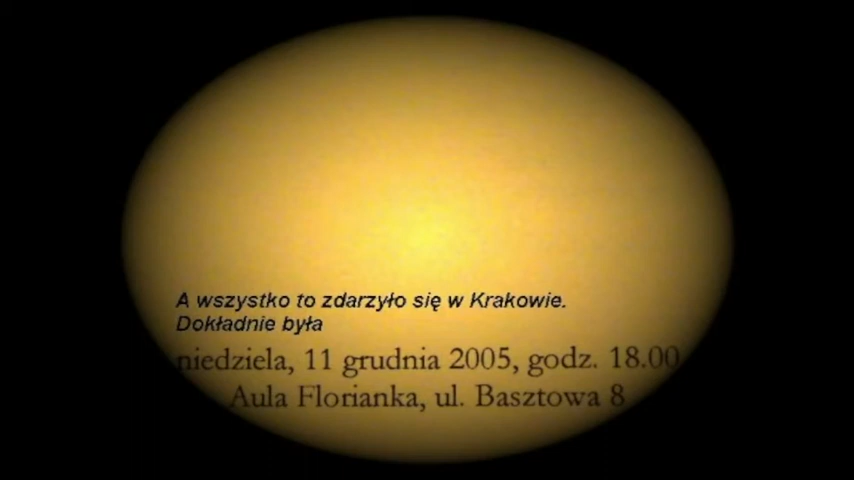 A wszystko to zdarzyło się w Krakowie.
Dokładnie była
niedziela, 11 grudnia 2005, godz. 18.00
Aula Florianka, ul. Basztowa 8